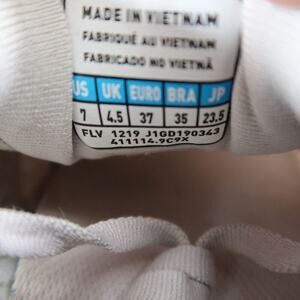 MADE IN VIETNAM
FABRIQUÉ AU VIETNAM
FABRICADO NO VIETNÃ
US UK EURO BRA JP
7 4.5 37 35 23.5
FLV 1219 J1GD190343
411114.9C9X